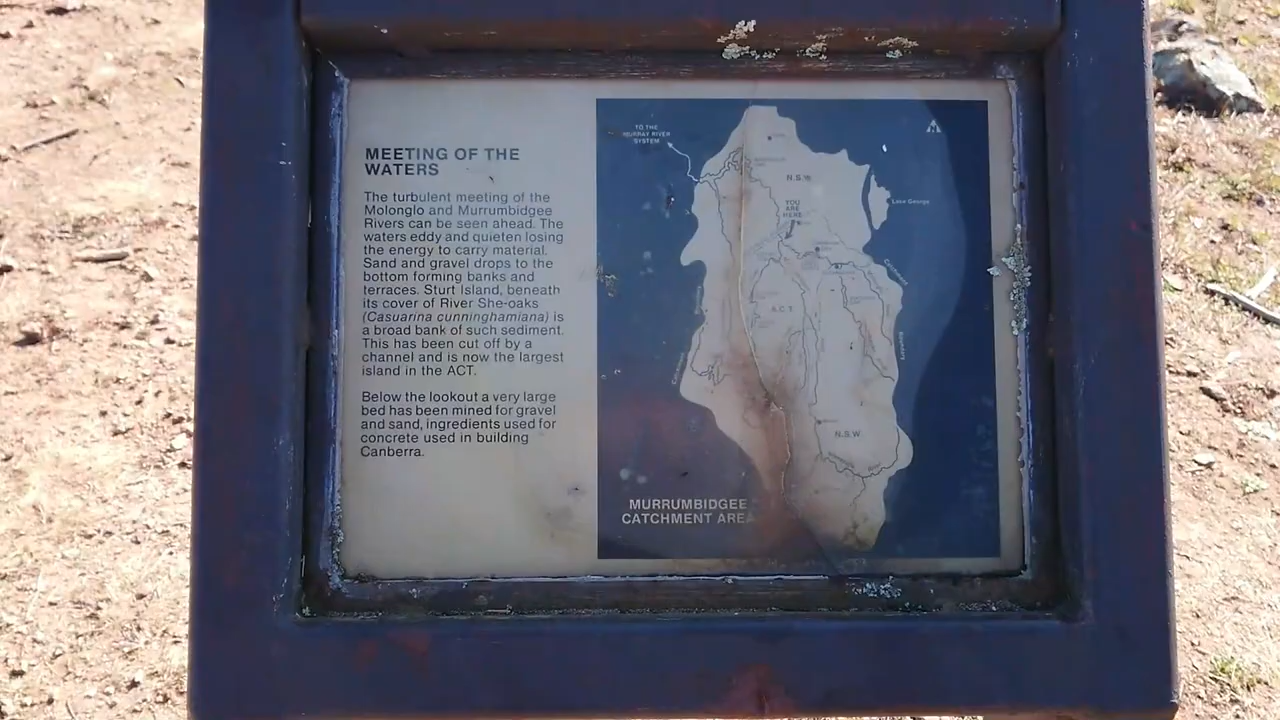 MEETING OF THE
WATERS
The turbulent meeting of the
Molonglo and Murrumbidgee
Rivers can be seen ahead. The
waters eddy and quieten losing
the energy to carry material.
Sand and gravel drops to the
bottom forming banks and
terraces. Sturt Island, beneath
its cover of River She-oaks
(Casuarina cunninghamiana) is
a broad bank of such sediment.
This has been cut off by a
channel and is now the largest
island in the ACT.
Below the lookout a very large
bed has been mined for gravel
and sand, ingredients used for
concrete used in building
Canberra.
TO THE
MURRAY RIVER
SYSTEM
N.S.W.
YOU
ARE
HERE
Lake George
A.C.T.
Catchment
Boundary
Catchment
N.S.W.
MURRUMBIDGEE
CATCHMENT AREA